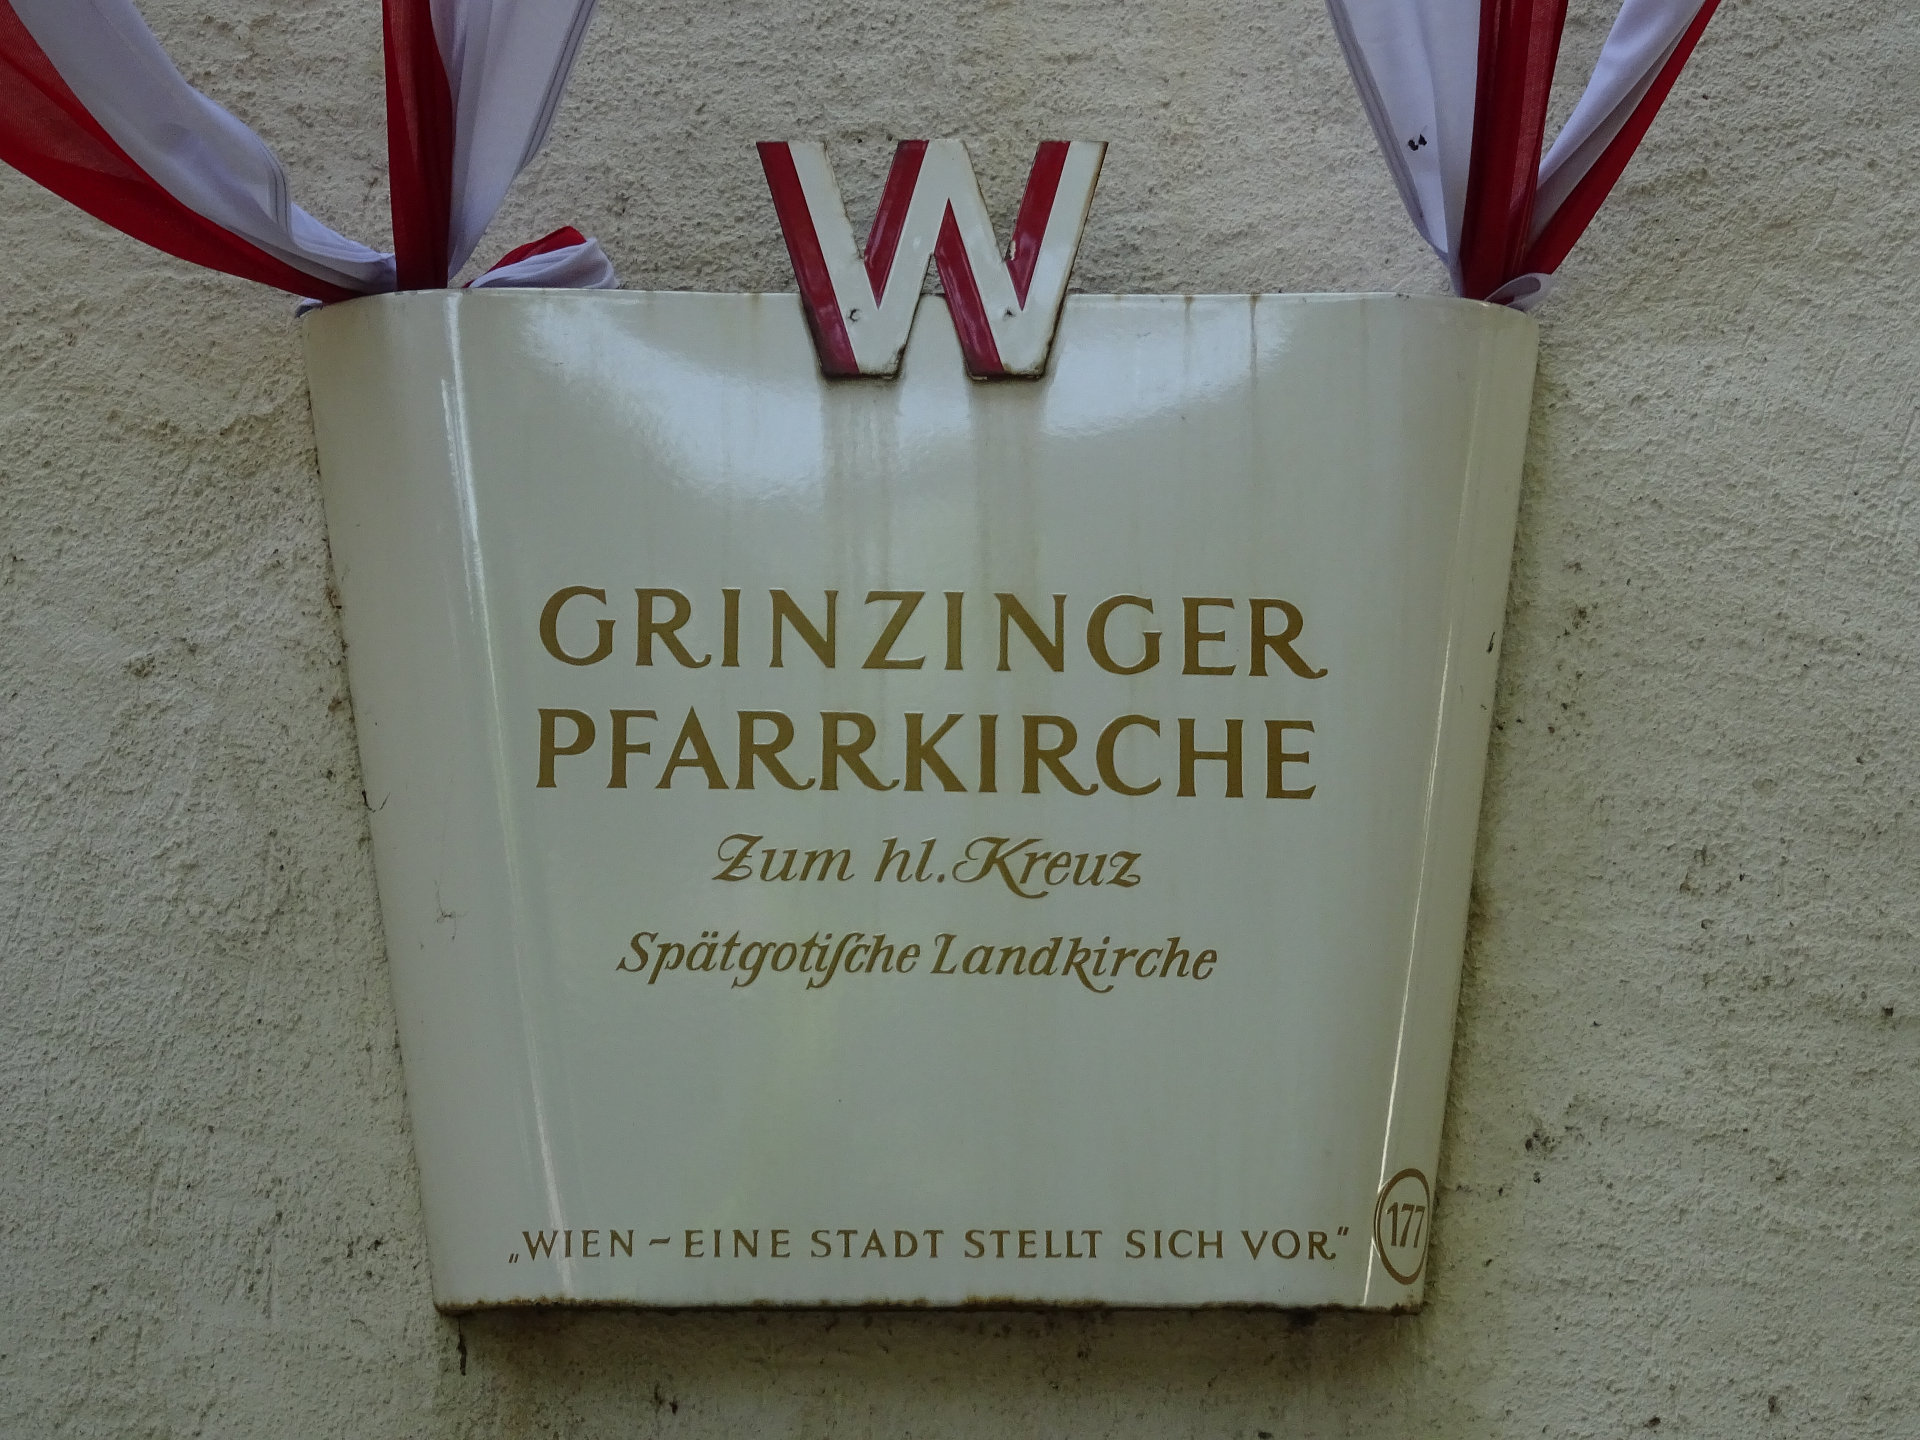 W
GRINZINGER
PFARRKIRCHE
Zum hl. Kreuz
Spätgotiſche Landkirche
„WIEN – EINE STADT STELLT SICH VOR.“
177